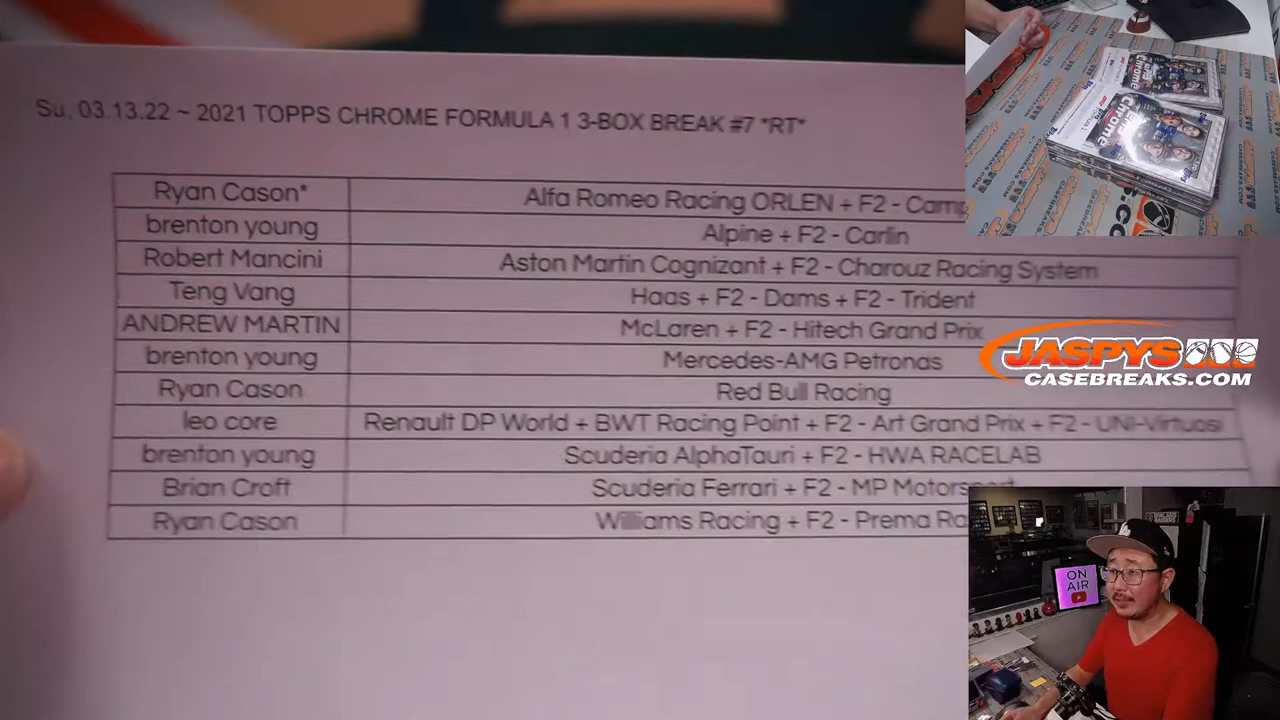 Su, 03.13.22 ~ 2021 TOPPS CHROME FORMULA 1 3-BOX BREAK #7 *RT*
Ryan Cason* Alfa Romeo Racing ORLEN + F2 - Camp
brenton young Alpine + F2 - Carlin
Robert Mancini Aston Martin Cognizant + F2 - Charouz Racing System
Teng Vang Haas + F2 - Dams + F2 - Trident
ANDREW MARTIN McLaren + F2 - Hitech Grand Prix
brenton young Mercedes-AMG Petronas
Ryan Cason Red Bull Racing
leo core Renault DP World + BWT Racing Point + F2 - Art Grand Prix + F2 - UNI-Virtuosi
brenton young Scuderia AlphaTauri + F2 - HWA RACELAB
Brian Croft Scuderia Ferrari + F2 - MP Motorsport
Ryan Cason Williams Racing + F2 - Prema Ra
JASPYS
CASEBREAKS.COM
Chrome
Chrome
ON
AIR